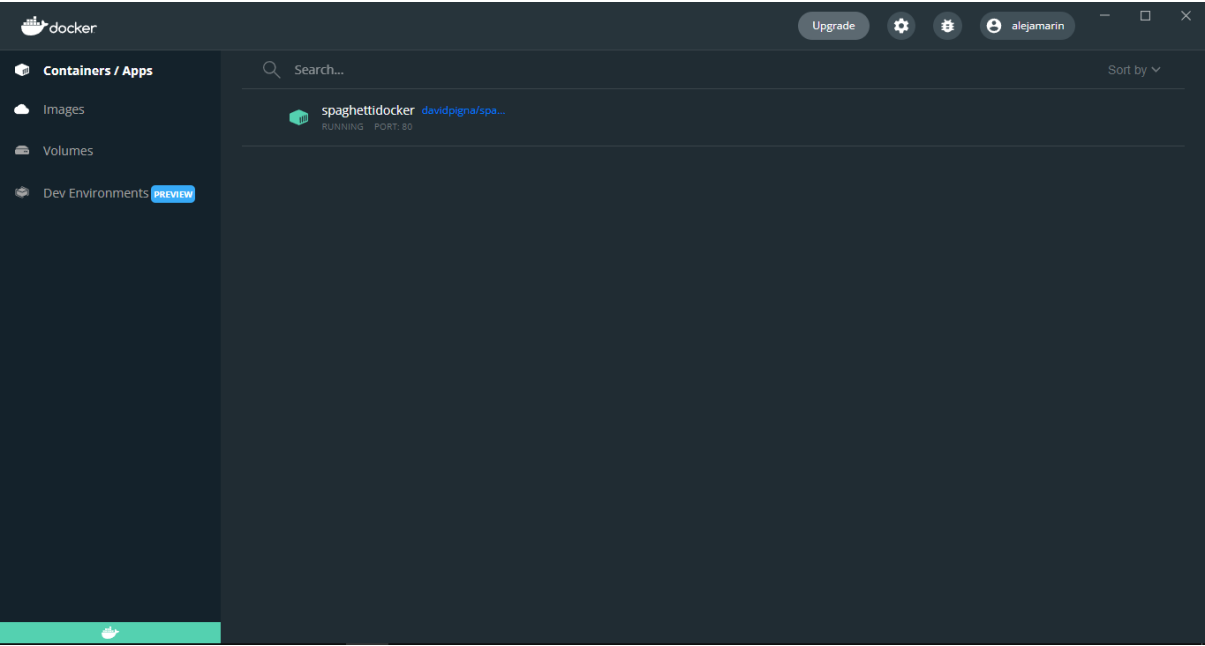 docker
Upgrade
alejamarin
Containers / Apps
Images
Volumes
Dev Environments PREVIEW
Search...
Sort by
spaghettidocker davidpigna/spa...
RUNNING PORT: 80